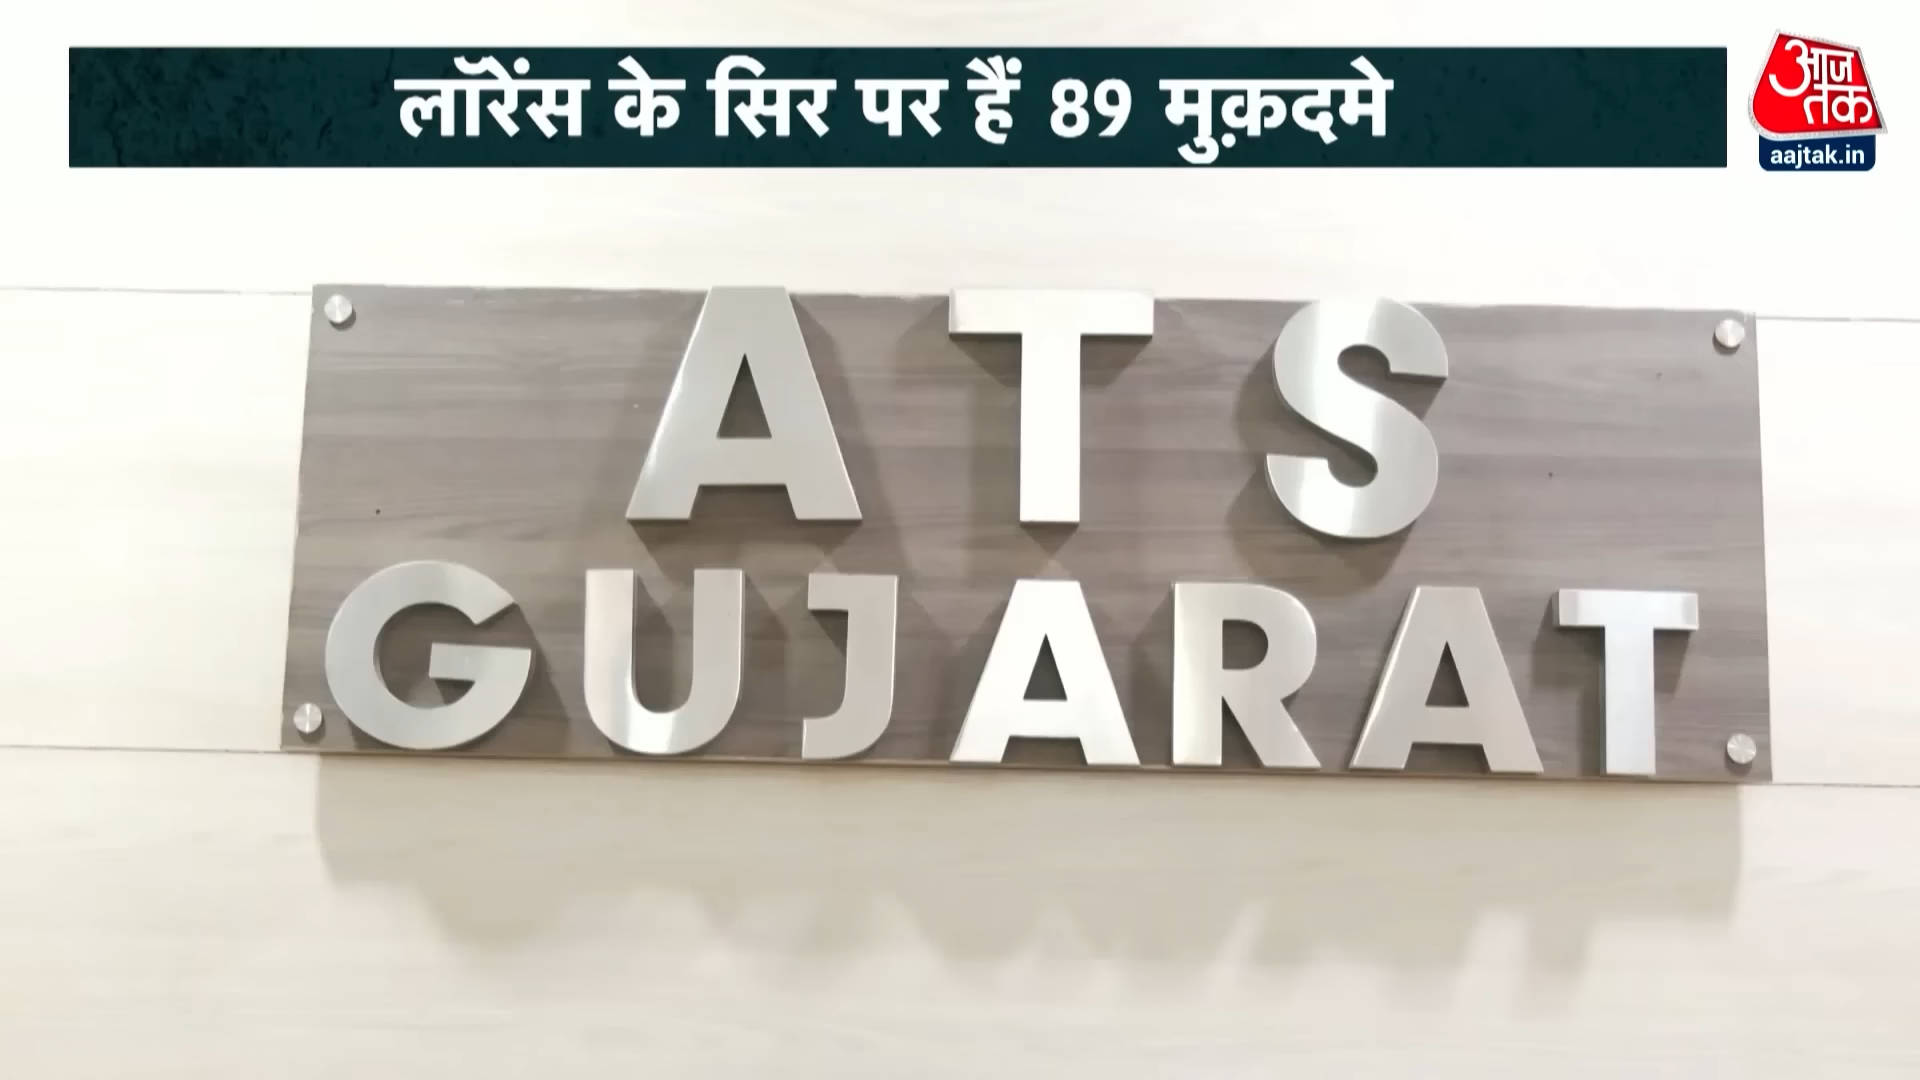 लॉरेंस के सिर पर हैं 89 मुक़दमे
आज
तक
aajtak.in
ATS
GUJARAT